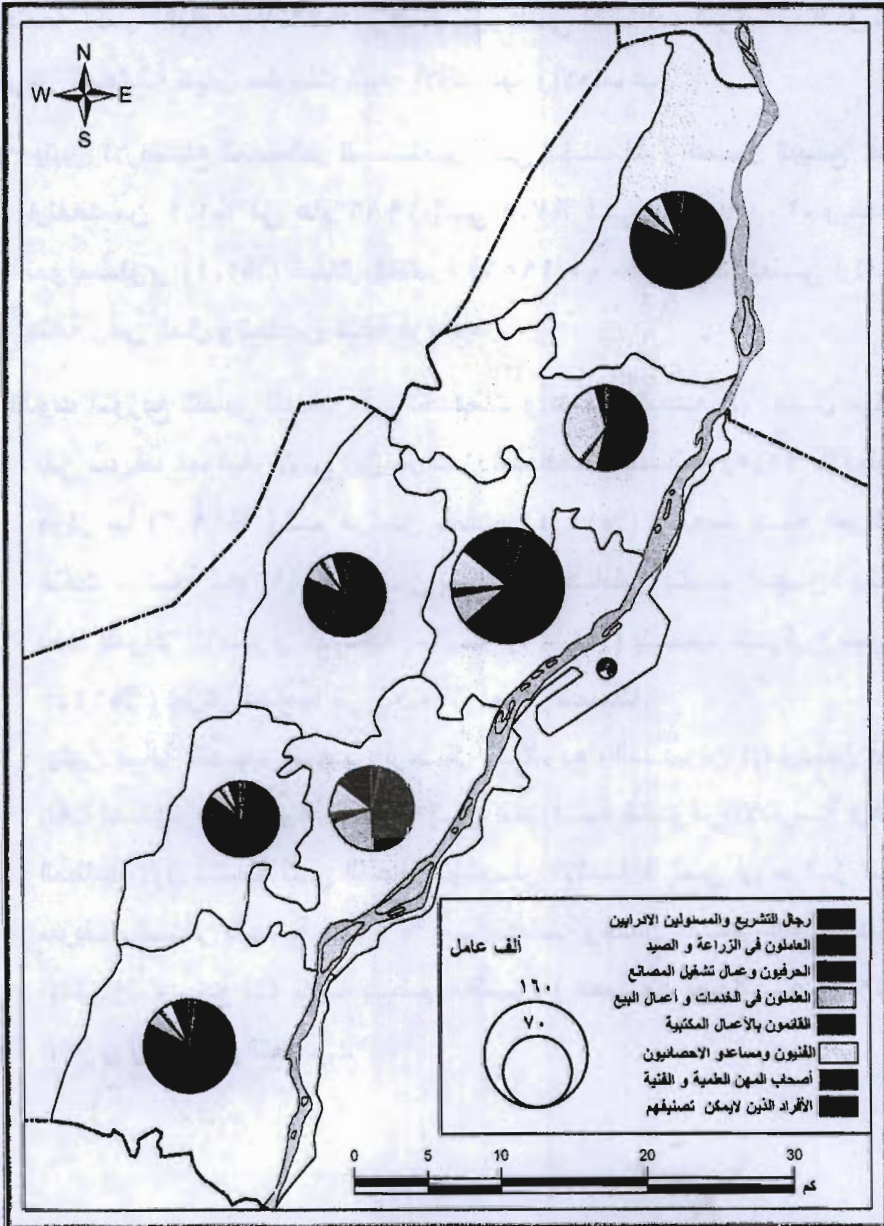 N
W E
S
ألف عامل
١٦٠
٧٠
رجال التشريع والمسئولين الاداريين
العاملون فى الزراعة و الصيد
الحرفيون وعمال تشغيل المصانع
العاملون فى الخدمات و أعمال البيع
القائمون بالأعمال المكتبية
الفنيون ومساعدو الاخصائيون
أصحاب المهن العلمية و الفنية
الأفراد الذين لايمكن تصنيفهم
0 5 10 20 30
كم